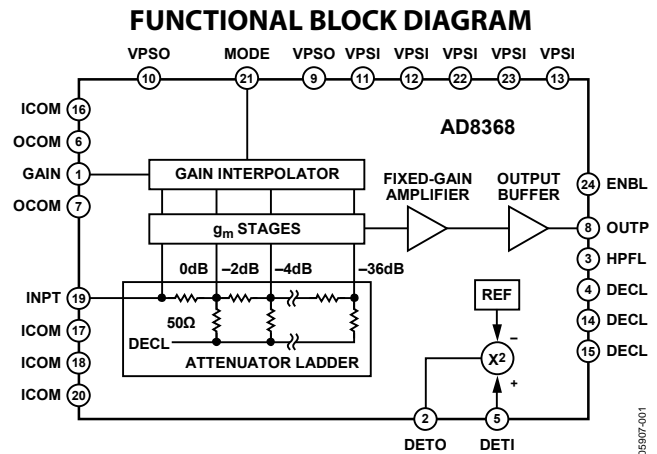 FUNCTIONAL BLOCK DIAGRAM
VPSO MODE VPSO VPSI VPSI VPSI VPSI VPSI
10 21 9 11 12 22 23 13
ICOM 16
AD8368
OCOM 6
GAIN 1
GAIN INTERPOLATOR
FIXED-GAIN
AMPLIFIER
OUTPUT
BUFFER
24 ENBL
OCOM 7
gm STAGES
8 OUTP
3 HPFL
0dB –2dB –4dB –36dB
INPT 19
REF
4 DECL
50Ω
14 DECL
ICOM 17
DECL
–
ATTENUATOR LADDER
X2
15 DECL
ICOM 18
+
ICOM 20
2 5
DETO DETI
05907-001